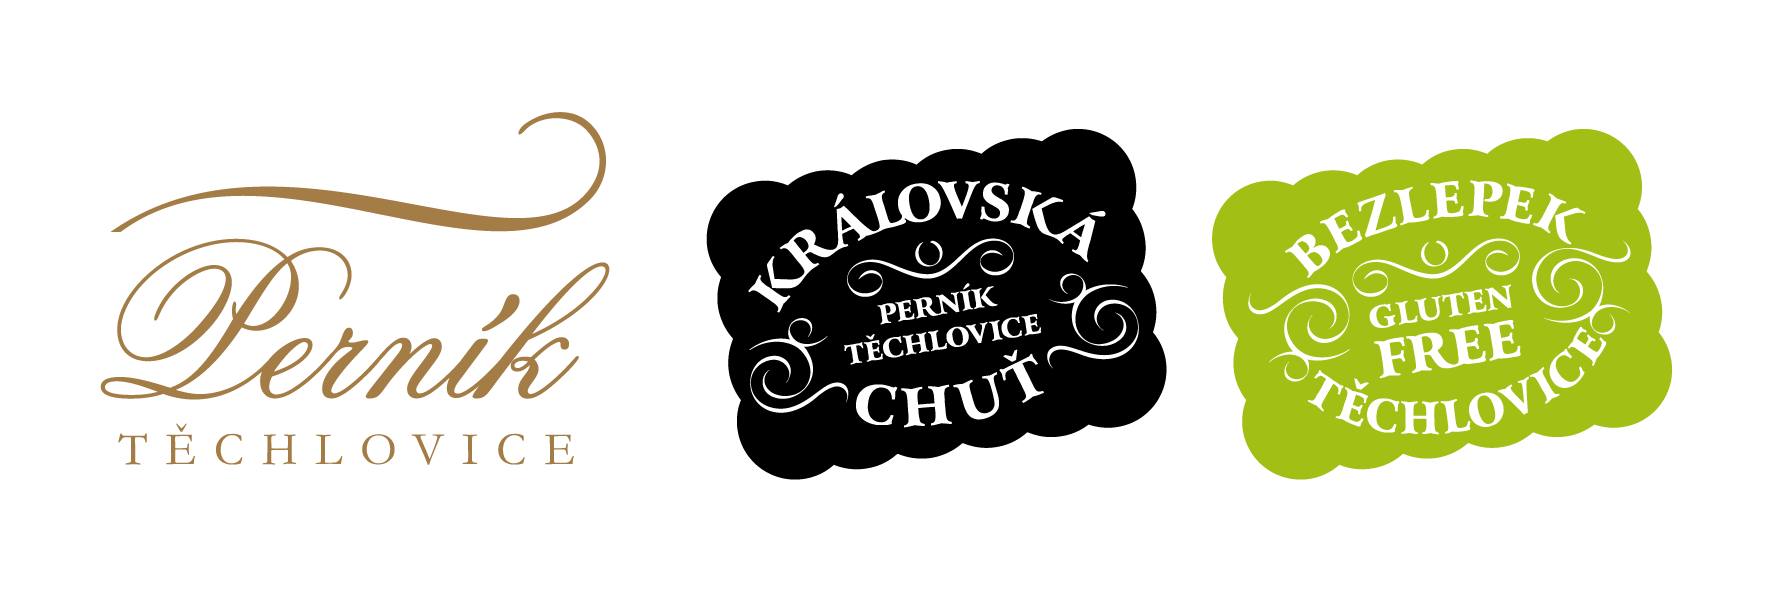 Perník
TĚCHLOVICE
KRÁLOVSKÁ
PERNÍK
TĚCHLOVICE
CHUŤ
BEZLEPEK
GLUTEN
FREE
TĚCHLOVICE